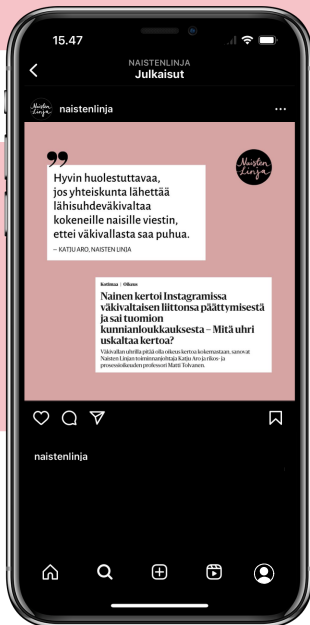 15.47
NAISTENLINJA
Julkaisut
Naisten
Linja
naistenlinja
Hyvin huolestuttavaa,
jos yhteiskunta lähettää
lähisuhdeväkivaltaa
kokeneille naisille viestin,
ettei väkivallasta saa puhua.
– KATJU ARO, NAISTEN LINJA
Naisten
Linja
Kotimaa | Oikeus
Nainen kertoi Instagramissa
väkivaltaisen liittonsa päättymisestä
ja sai tuomion
kunnianloukkauksesta – Mitä uhri
uskaltaa kertoa?
Väkivallan uhrilla pitää olla oikeus kertoa kokemastaan, sanovat
Naisten Linjan toiminnanjohtaja Katju Aro ja rikos- ja
prosessioikeuden professori Matti Tolvanen.
naistenlinja